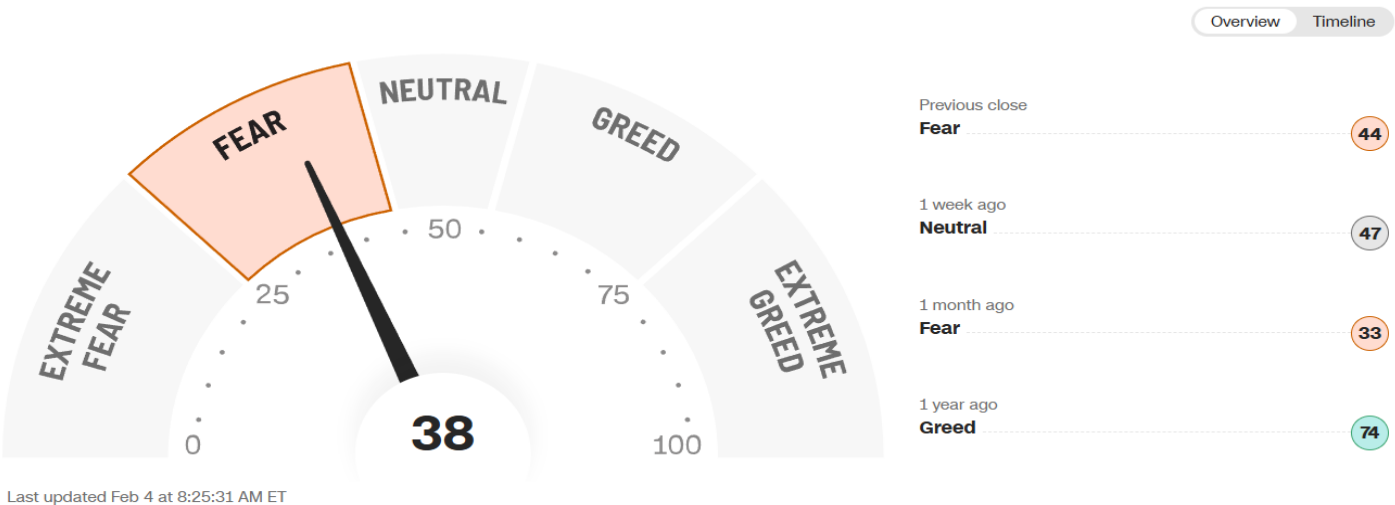 Overview
Timeline
EXTREME
FEAR
FEAR
NEUTRAL
GREED
EXTREME
GREED
0
25
50
75
100
38
Last updated Feb 4 at 8:25:31 AM ET
Previous close
Fear
44
1 week ago
Neutral
47
1 month ago
Fear
33
1 year ago
Greed
74